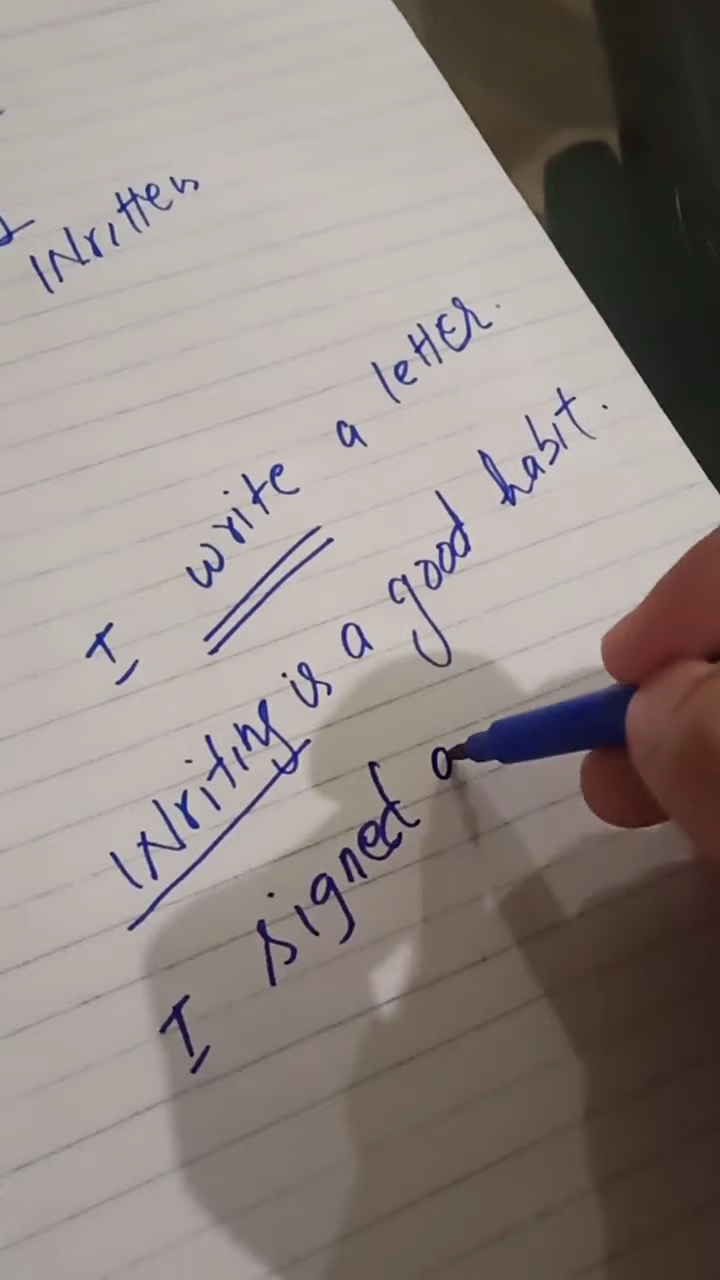 Written
I write a letter.
Writing is a good habit.
I signed a